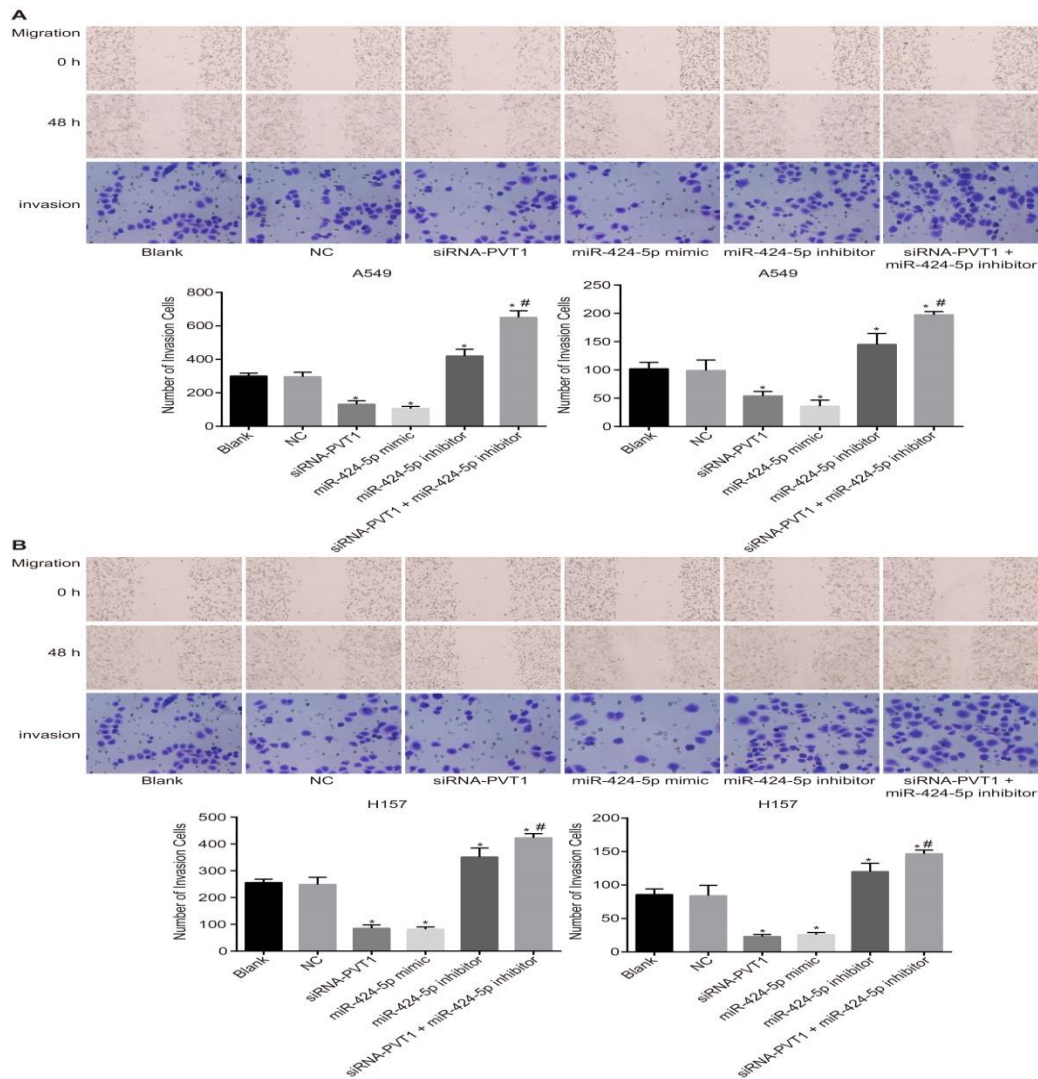 A
Migration
0 h
48 h
invasion
Blank
NC
siRNA-PVT1
miR-424-5p mimic
miR-424-5p inhibitor
siRNA-PVT1 +
miR-424-5p inhibitor
A549
Number of Invasion Cells
800
600
400
200
0
*
*
*
* #
Blank
NC
siRNA-PVT1
miR-424-5p mimic
miR-424-5p inhibitor
siRNA-PVT1 + miR-424-5p inhibitor
A549
Number of Invasion Cells
250
200
150
100
50
0
*
*
*
* #
Blank
NC
siRNA-PVT1
miR-424-5p mimic
miR-424-5p inhibitor
siRNA-PVT1 + miR-424-5p inhibitor
B
Migration
0 h
48 h
invasion
Blank
NC
siRNA-PVT1
miR-424-5p mimic
miR-424-5p inhibitor
siRNA-PVT1 +
miR-424-5p inhibitor
H157
Number of Invasion Cells
500
400
300
200
100
0
*
*
*
* #
Blank
NC
siRNA-PVT1
miR-424-5p mimic
miR-424-5p inhibitor
siRNA-PVT1 + miR-424-5p inhibitor
H157
Number of Invasion Cells
200
150
100
50
0
*
*
*
* #
Blank
NC
siRNA-PVT1
miR-424-5p mimic
miR-424-5p inhibitor
siRNA-PVT1 + miR-424-5p inhibitor